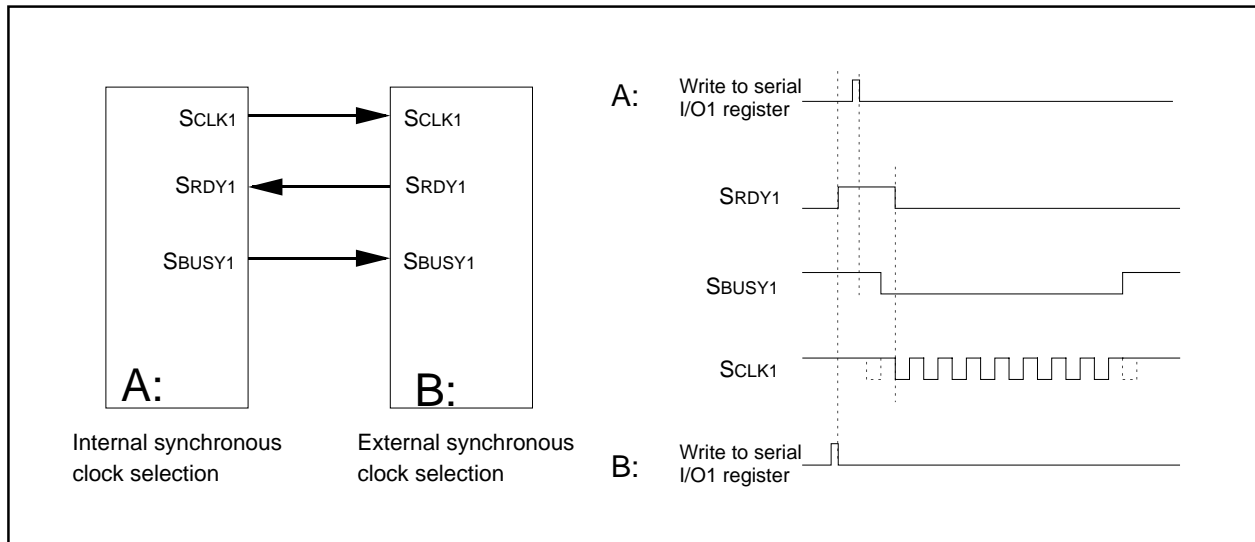 SCLK1
SCLK1
SRDY1
SRDY1
SBUSY1
SBUSY1
A:
B:
Internal synchronous
clock selection
External synchronous
clock selection
A:
Write to serial
I/O1 register
SRDY1
SBUSY1
SCLK1
B:
Write to serial
I/O1 register